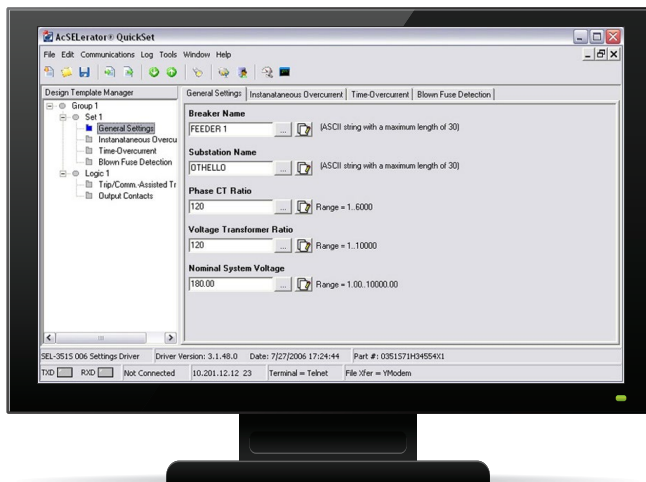 AcSELerator® QuickSet
File Edit Communications Log Tools Window Help
Design Template Manager
Group 1
Set 1
General Settings
Instanataneous Overcu
Time-Overcurrent
Blown Fuse Detection
Logic 1
Trip/Comm.-Assisted Tr
Output Contacts
General Settings Instanataneous Overcurrent Time-Overcurrent Blown Fuse Detection
Breaker Name
FEEDER 1 ... (ASCII string with a maximum length of 30)
Substation Name
OTHELLO ... (ASCII string with a maximum length of 30)
Phase CT Ratio
120 ... Range = 1..6000
Voltage Transformer Ratio
120 ... Range = 1..10000
Nominal System Voltage
180.00 ... Range = 1.00..10000.00
SEL-351S 006 Settings Driver Driver Version: 3.1.48.0 Date: 7/27/2006 17:24:44 Part #: 0351S71H34554X1
TXD RXD Not Connected 10.201.12.12 23 Terminal = Telnet File Xfer = YModem